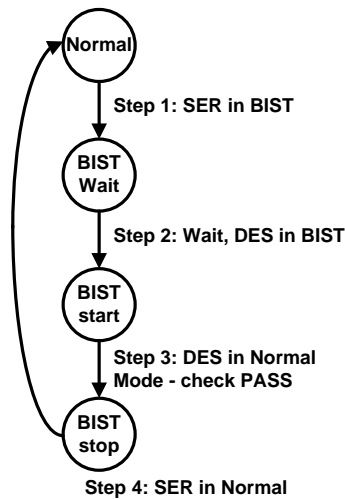 Normal
Step 1: SER in BIST
BIST
Wait
Step 2: Wait, DES in BIST
BIST
start
Step 3: DES in Normal
Mode - check PASS
BIST
stop
Step 4: SER in Normal